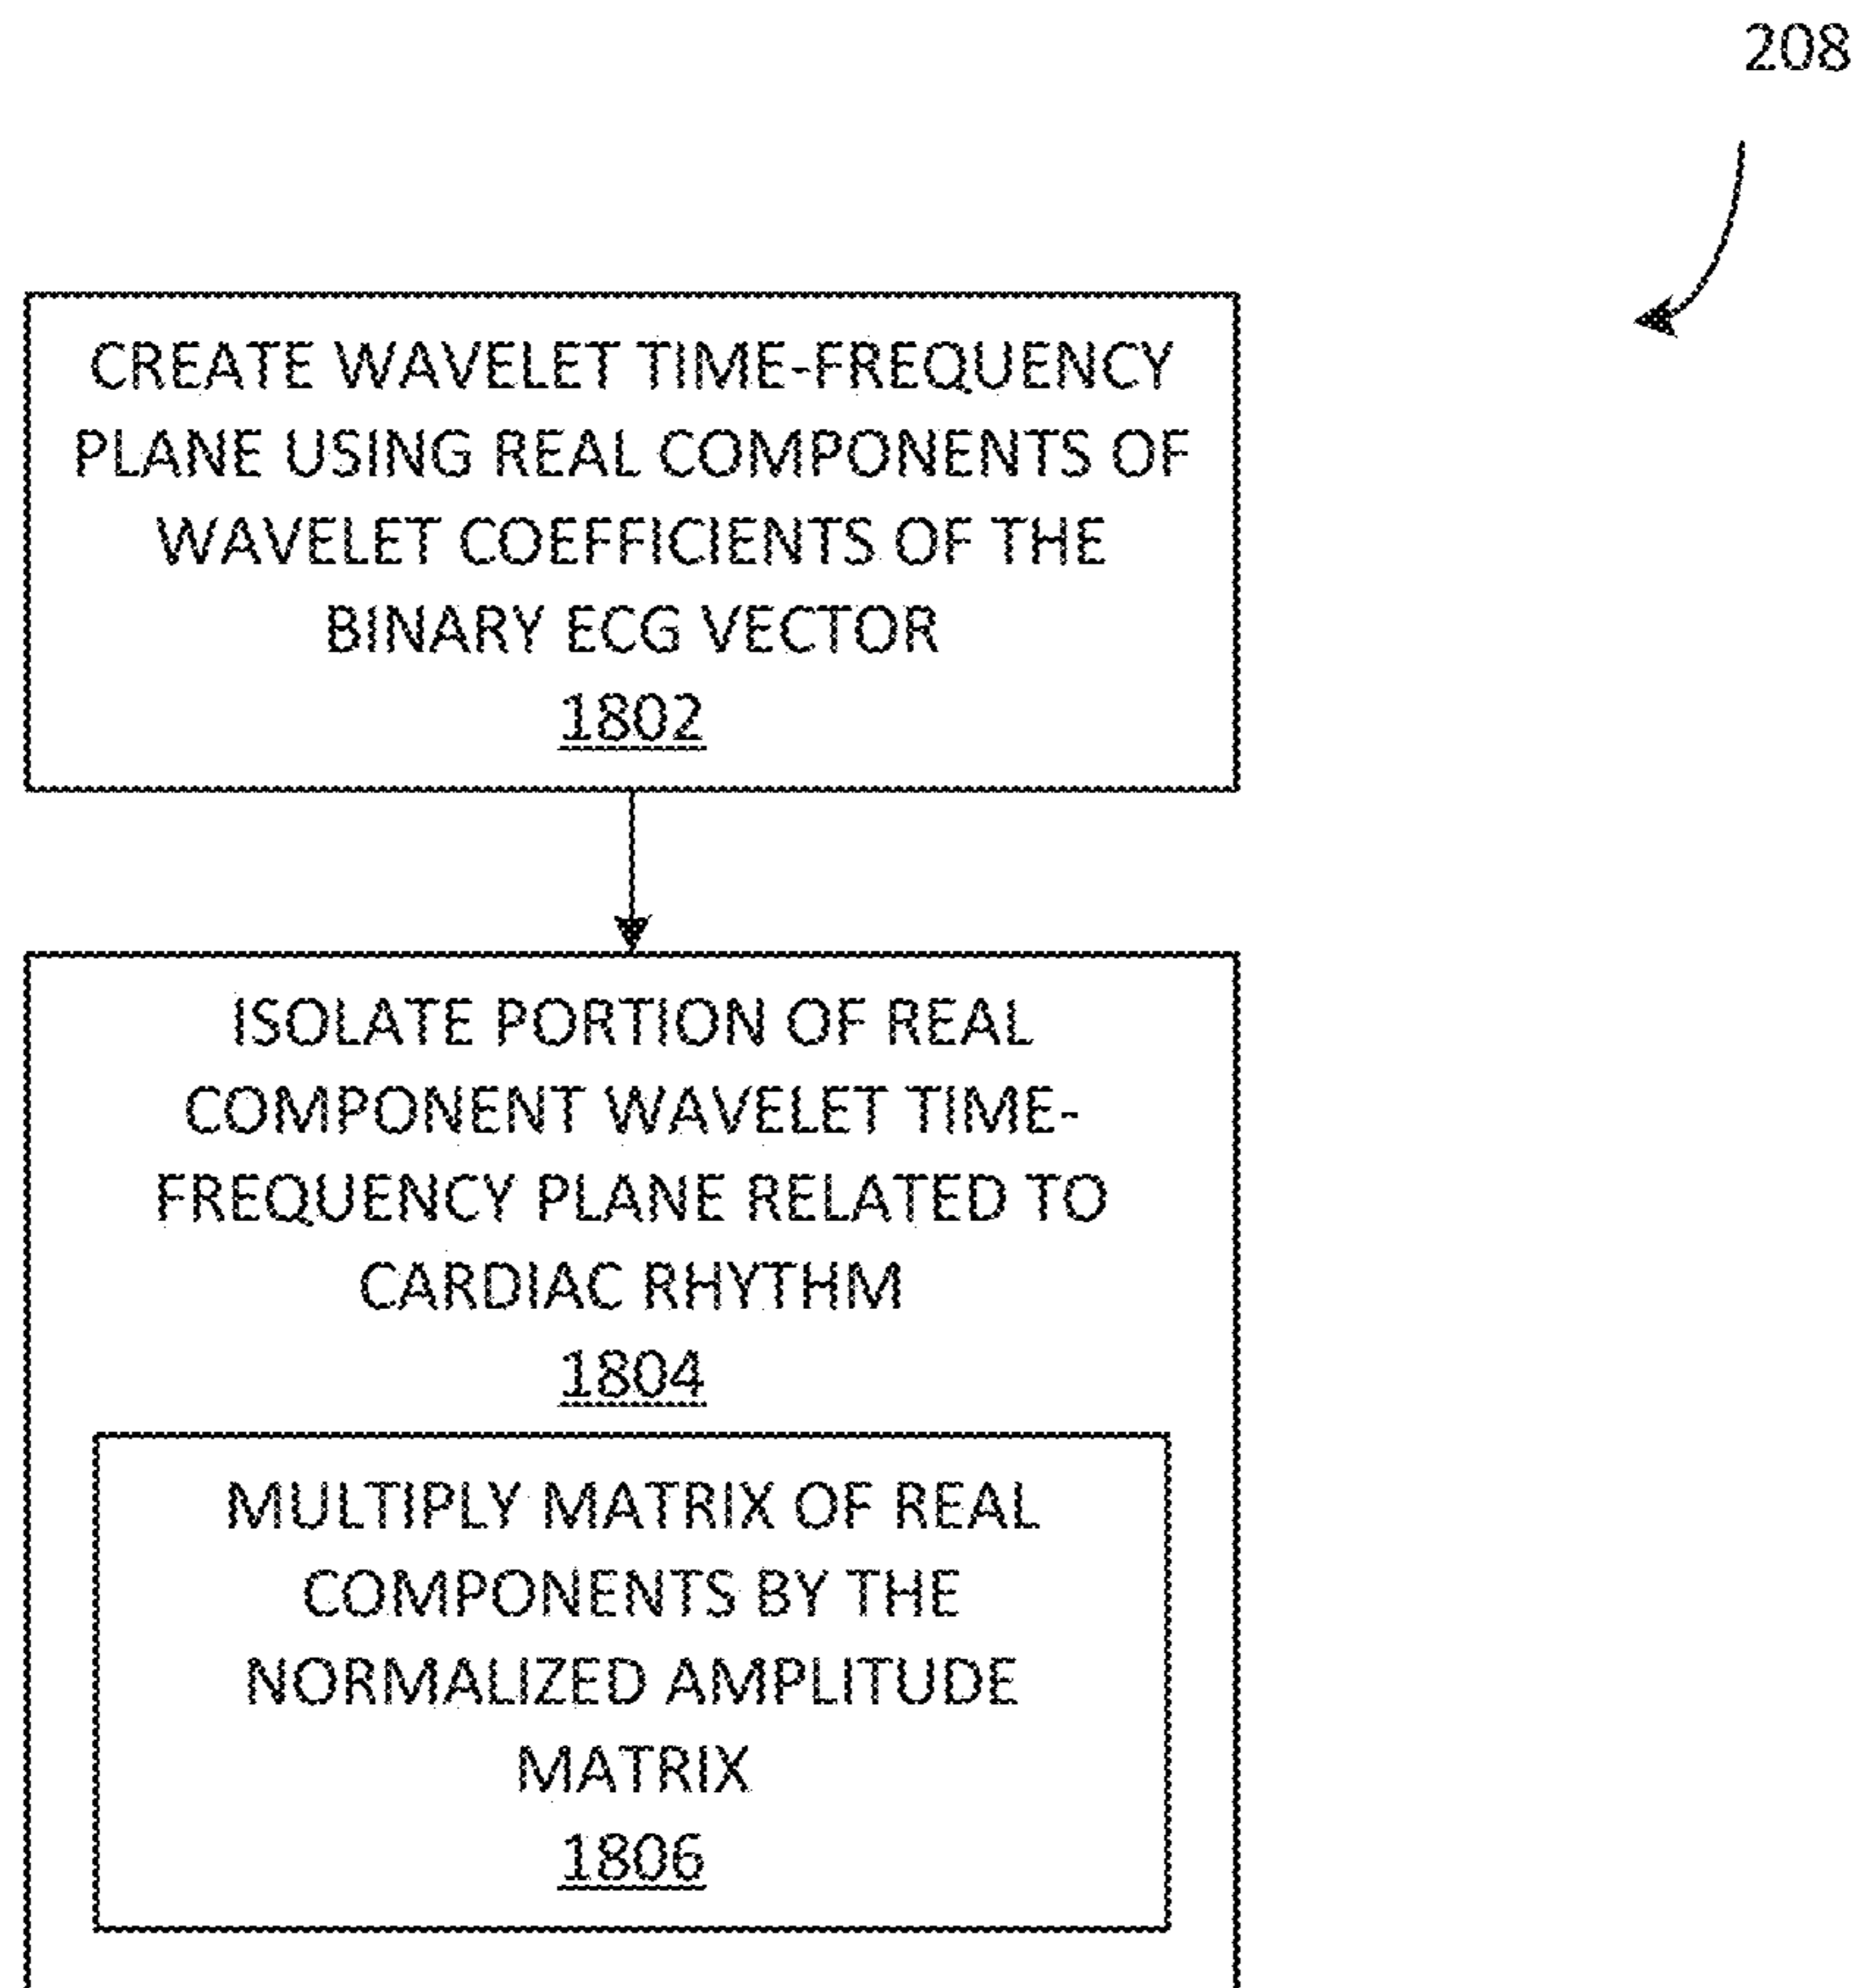 208
CREATE WAVELET TIME-FREQUENCY
PLANE USING REAL COMPONENTS OF
WAVELET COEFFICIENTS OF THE
BINARY ECG VECTOR
1802
ISOLATE PORTION OF REAL
COMPONENT WAVELET TIME-
FREQUENCY PLANE RELATED TO
CARDIAC RHYTHM
1804
MULTIPLY MATRIX OF REAL
COMPONENTS BY THE
NORMALIZED AMPLITUDE
MATRIX
1806